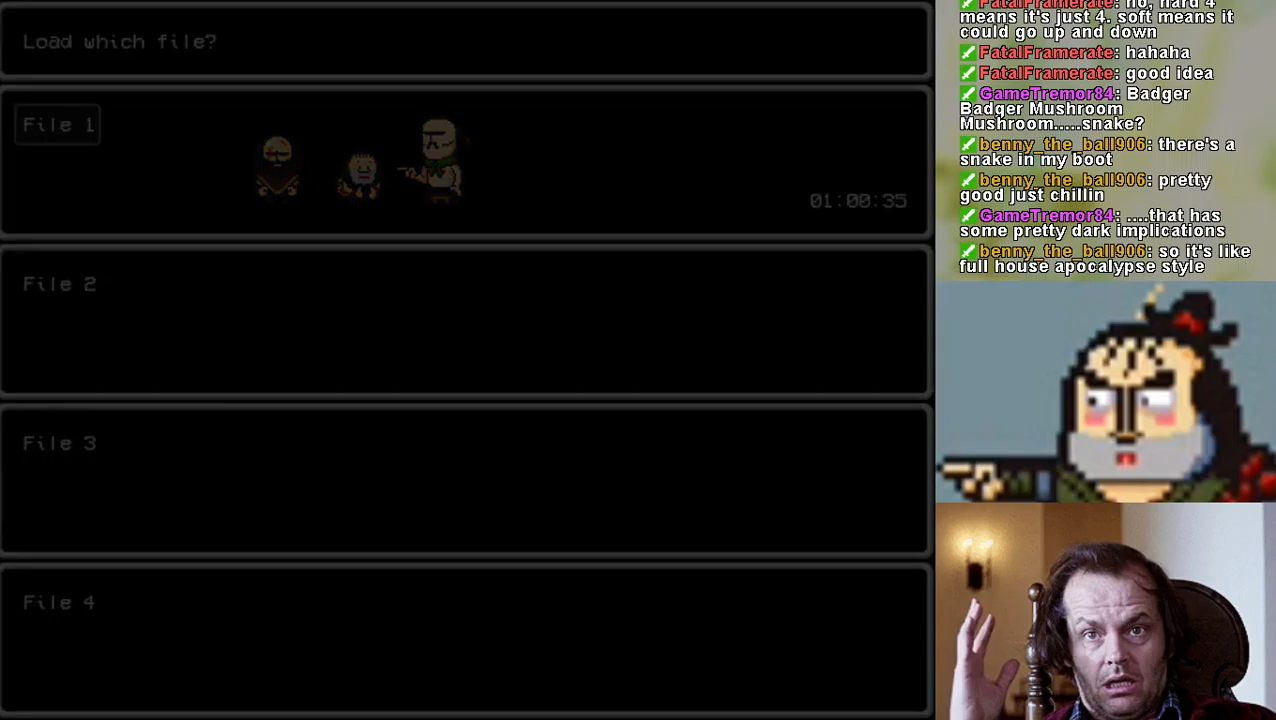 Load which file?
File 1
01:00:35
File 2
File 3
File 4
FatalFramerate: no, hard 4
means it's just 4. soft means it
could go up and down
FatalFramerate: hahaha
FatalFramerate: good idea
GameTremor84: Badger
Badger Mushroom
Mushroom.....snake?
benny_the_ball906: there's a
snake in my boot
benny_the_ball906: pretty
good just chillin
GameTremor84: ....that has
some pretty dark implications
benny_the_ball906: so it's like
full house apocalypse style